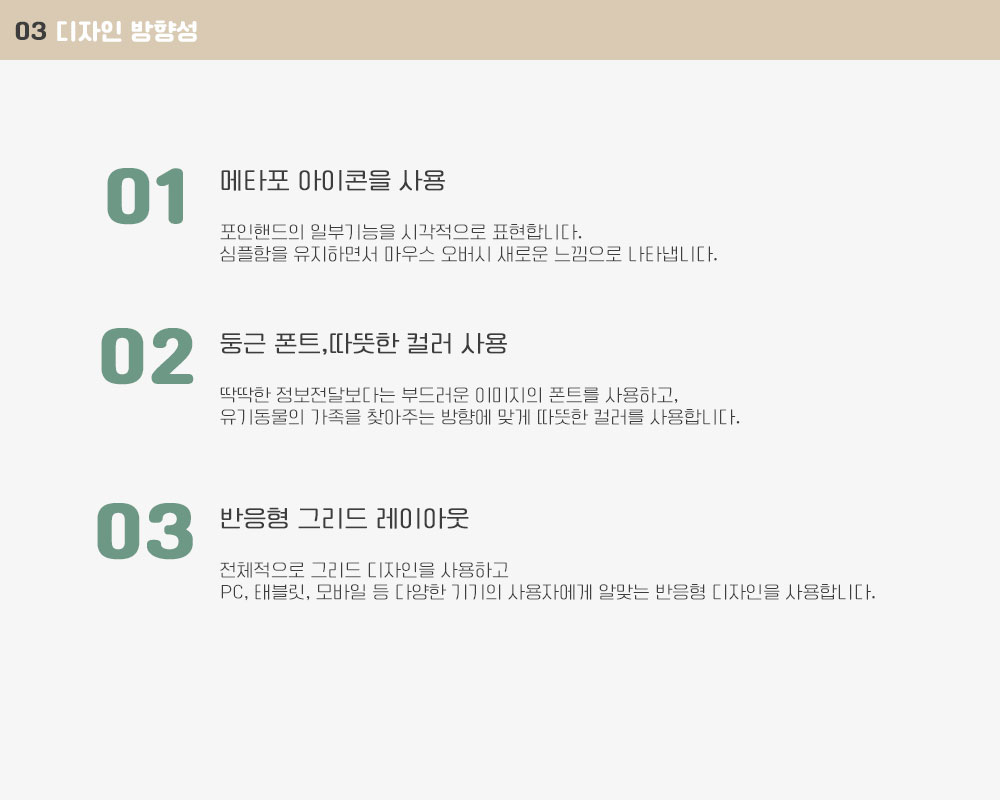 03 디자인 방향성
01
메타포 아이콘을 사용
포인핸드의 일부기능을 시각적으로 표현합니다.
심플함을 유지하면서 마우스 오버시 새로운 느낌으로 나타냅니다.
02
둥근 폰트,따뜻한 컬러 사용
딱딱한 정보전달보다는 부드러운 이미지의 폰트를 사용하고,
유기동물의 가족을 찾아주는 방향에 맞게 따뜻한 컬러를 사용합니다.
03
반응형 그리드 레이아웃
전체적으로 그리드 디자인을 사용하고
PC, 태블릿, 모바일 등 다양한 기기의 사용자에게 알맞는 반응형 디자인을 사용합니다.